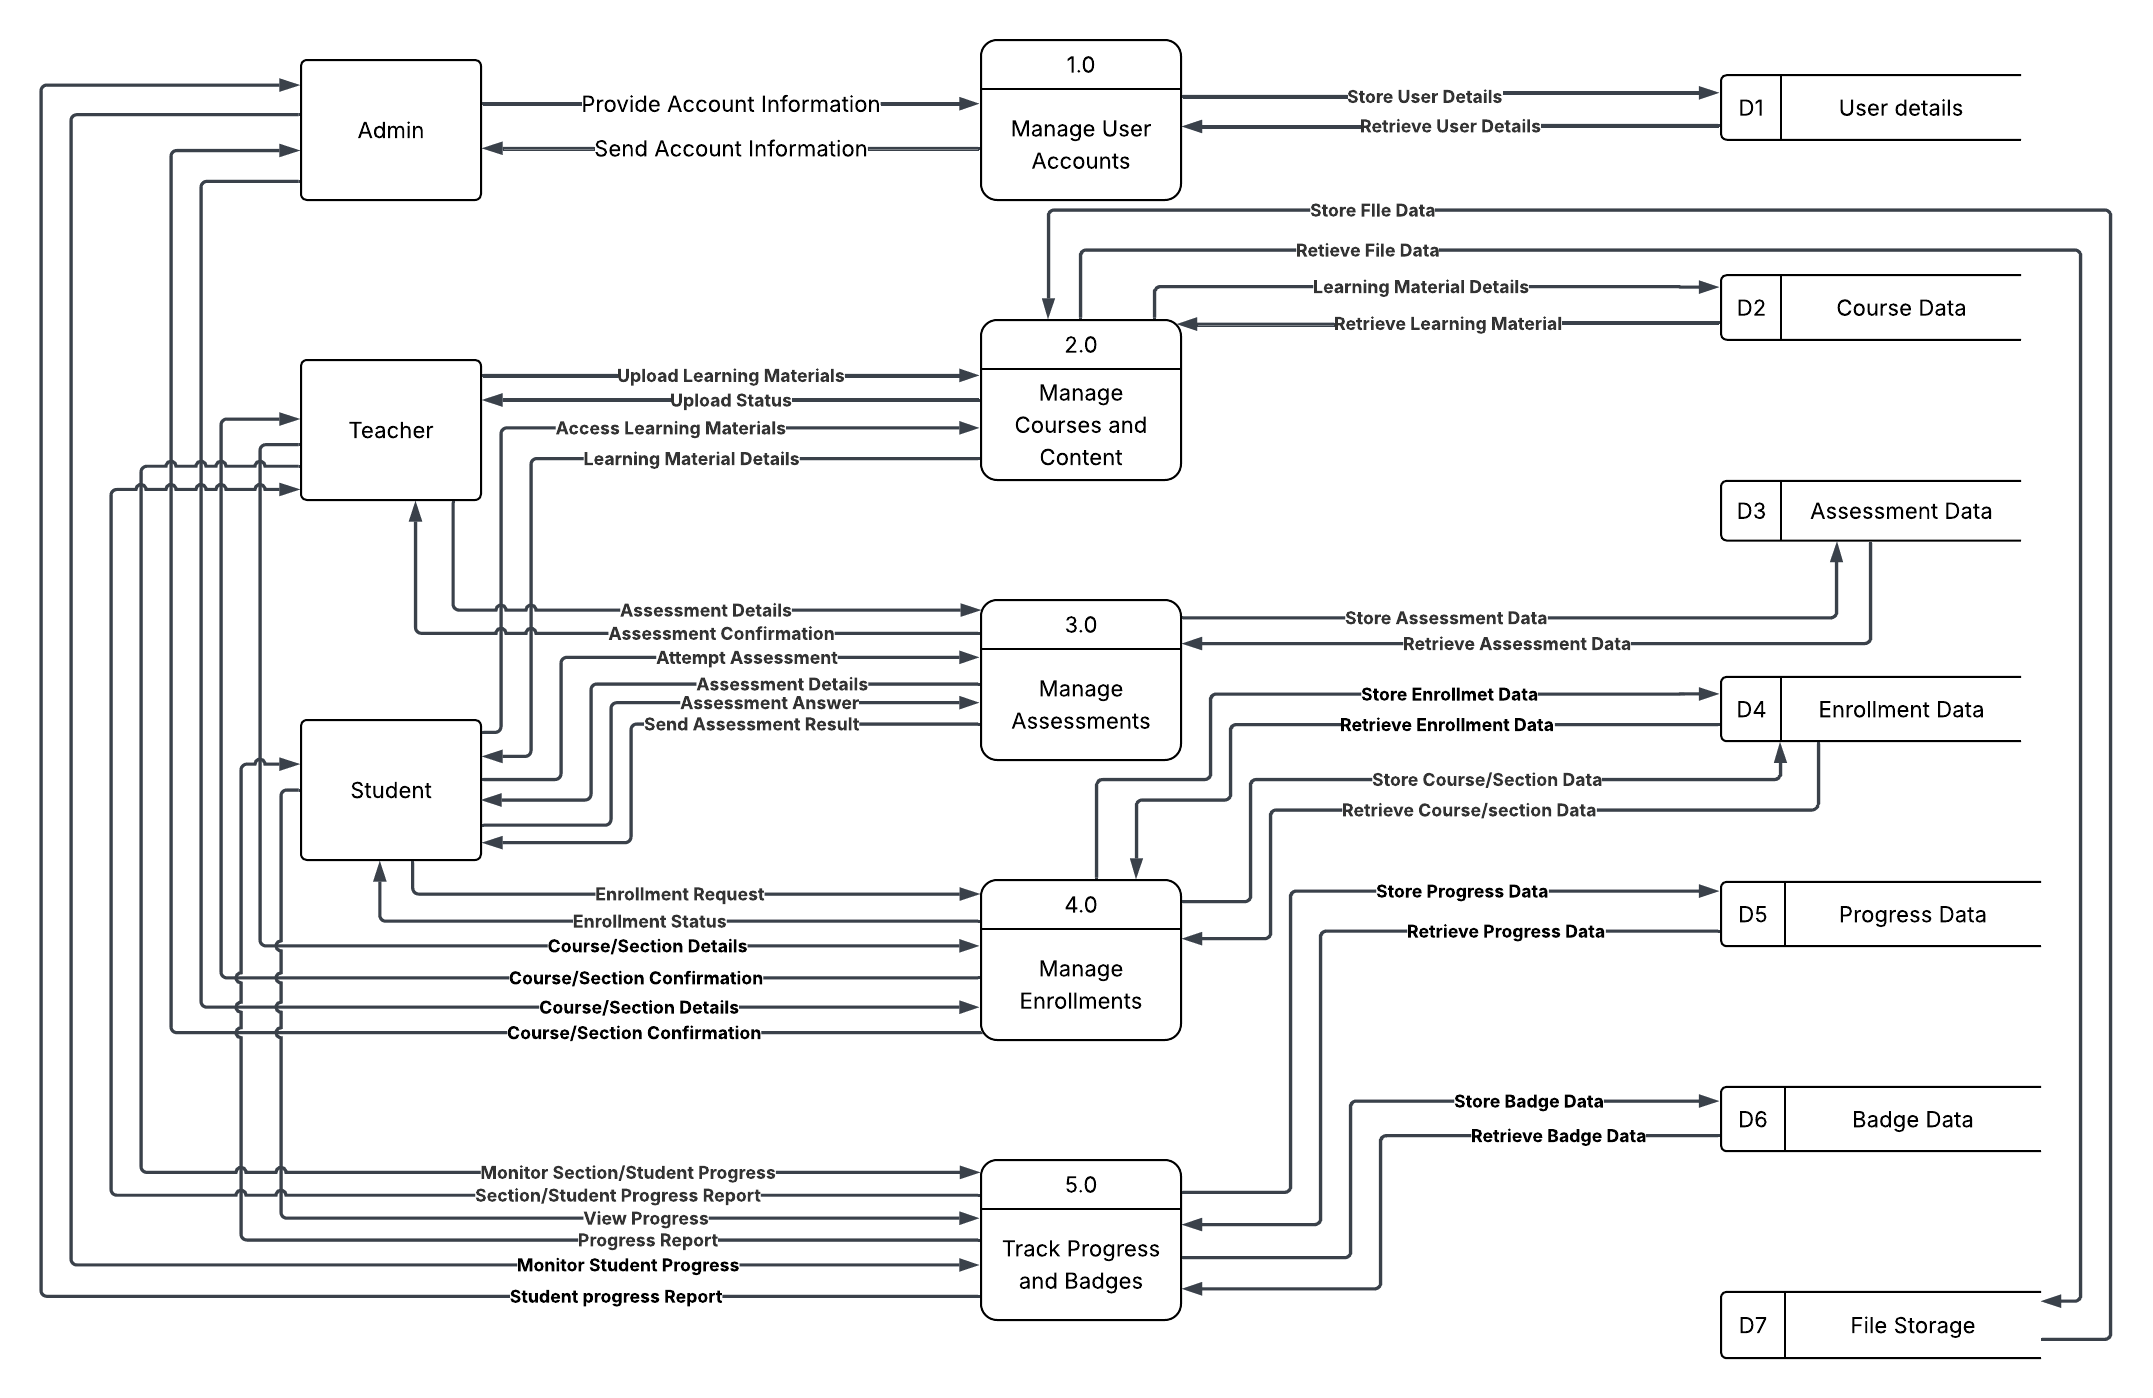 1.0
Admin
Provide Account Information
Send Account Information
Manage User
Accounts
Store User Details
Retrieve User Details
D1
User details
Store FIle Data
Retieve File Data
Learning Material Details
Retrieve Learning Material
D2
Course Data
2.0
Manage
Courses and
Content
Teacher
Upload Learning Materials
Upload Status
Access Learning Materials
Learning Material Details
D3
Assessment Data
Assessment Details
Assessment Confirmation
Attempt Assessment
Assessment Details
Assessment Answer
Send Assessment Result
3.0
Manage
Assessments
Store Assessment Data
Retrieve Assessment Data
Store Enrollmet Data
Retrieve Enrollment Data
D4
Enrollment Data
Store Course/Section Data
Retrieve Course/section Data
Student
Enrollment Request
Enrollment Status
Course/Section Details
Course/Section Confirmation
Course/Section Details
Course/Section Confirmation
4.0
Manage
Enrollments
Store Progress Data
Retrieve Progress Data
D5
Progress Data
Store Badge Data
Retrieve Badge Data
D6
Badge Data
Monitor Section/Student Progress
Section/Student Progress Report
View Progress
Progress Report
Monitor Student Progress
Student progress Report
5.0
Track Progress
and Badges
D7
File Storage